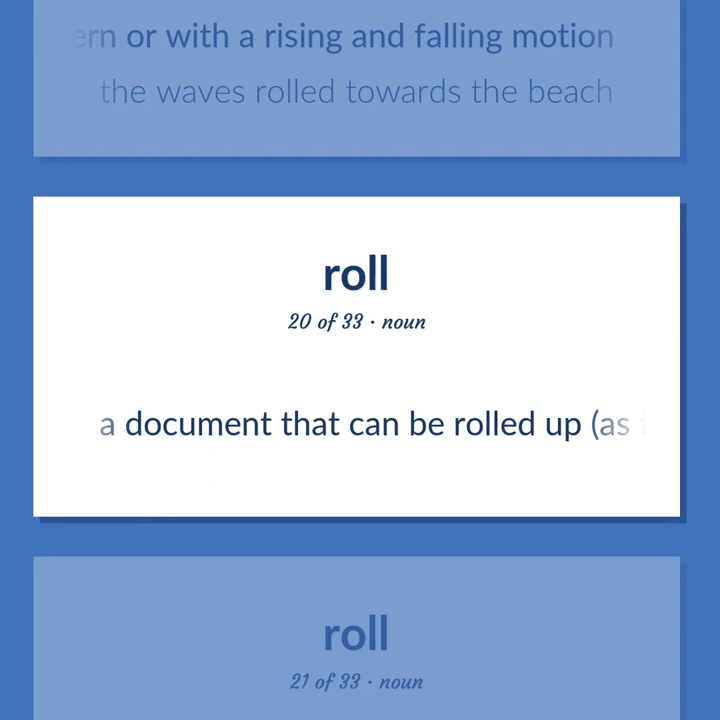 or with a rising and falling motion
the waves rolled towards the beach
roll
20 of 33 · noun
a document that can be rolled up (as
roll
21 of 33 · noun